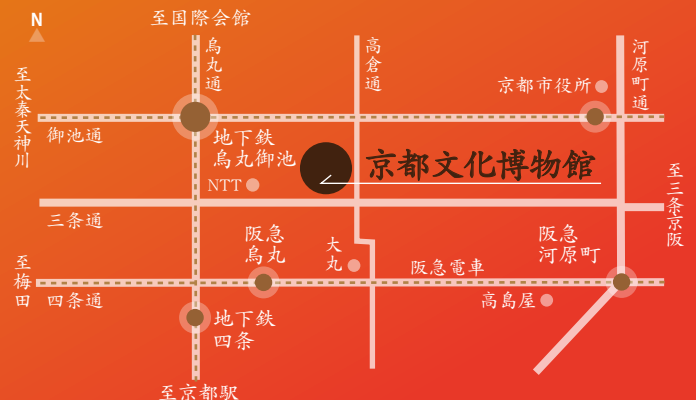 N
至国際会館
烏丸通
高倉通
河原町通
至太秦天神川
京都市役所
御池通
地下鉄
烏丸御池
京都文化博物館
NTT
至三条京阪
三条通
阪急
烏丸
大丸
阪急
河原町
至梅田
阪急電車
四条通
高島屋
地下鉄
四条
至京都駅